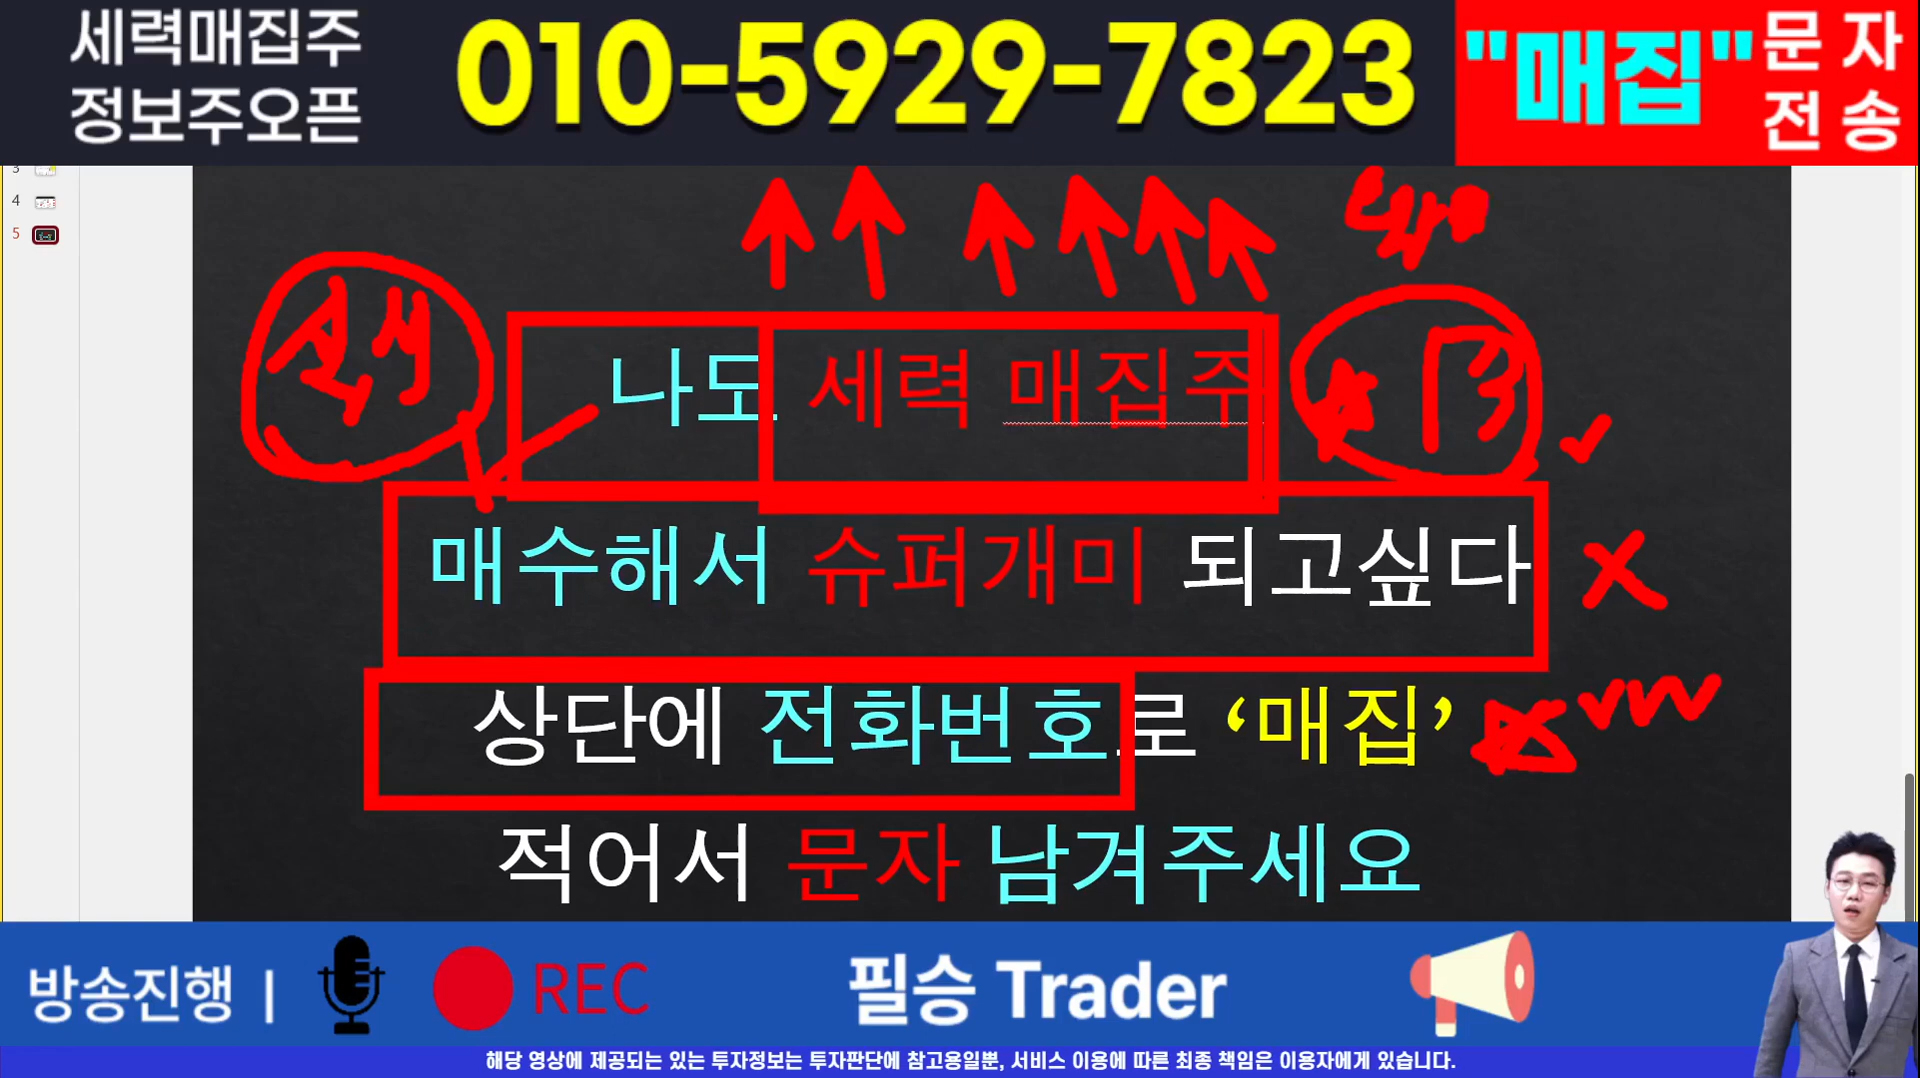 세력매집주
정보주오픈
010-5929-7823
"매집"
문자
전송
3
4
5
나도 세력 매집주
매수해서 슈퍼개미 되고싶다
상단에 전화번호로 ‘매집’
적어서 문자 남겨주세요
방송진행 |
REC
필승 Trader
해당 영상에 제공되는 있는 투자정보는 투자판단에 참고용일뿐, 서비스 이용에 따른 최종 책임은 이용자에게 있습니다.